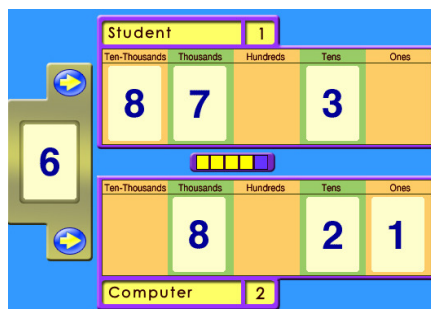 Student 1
Ten-Thousands Thousands Hundreds Tens Ones
8 7 3
6
Ten-Thousands Thousands Hundreds Tens Ones
8 2 1
Computer 2